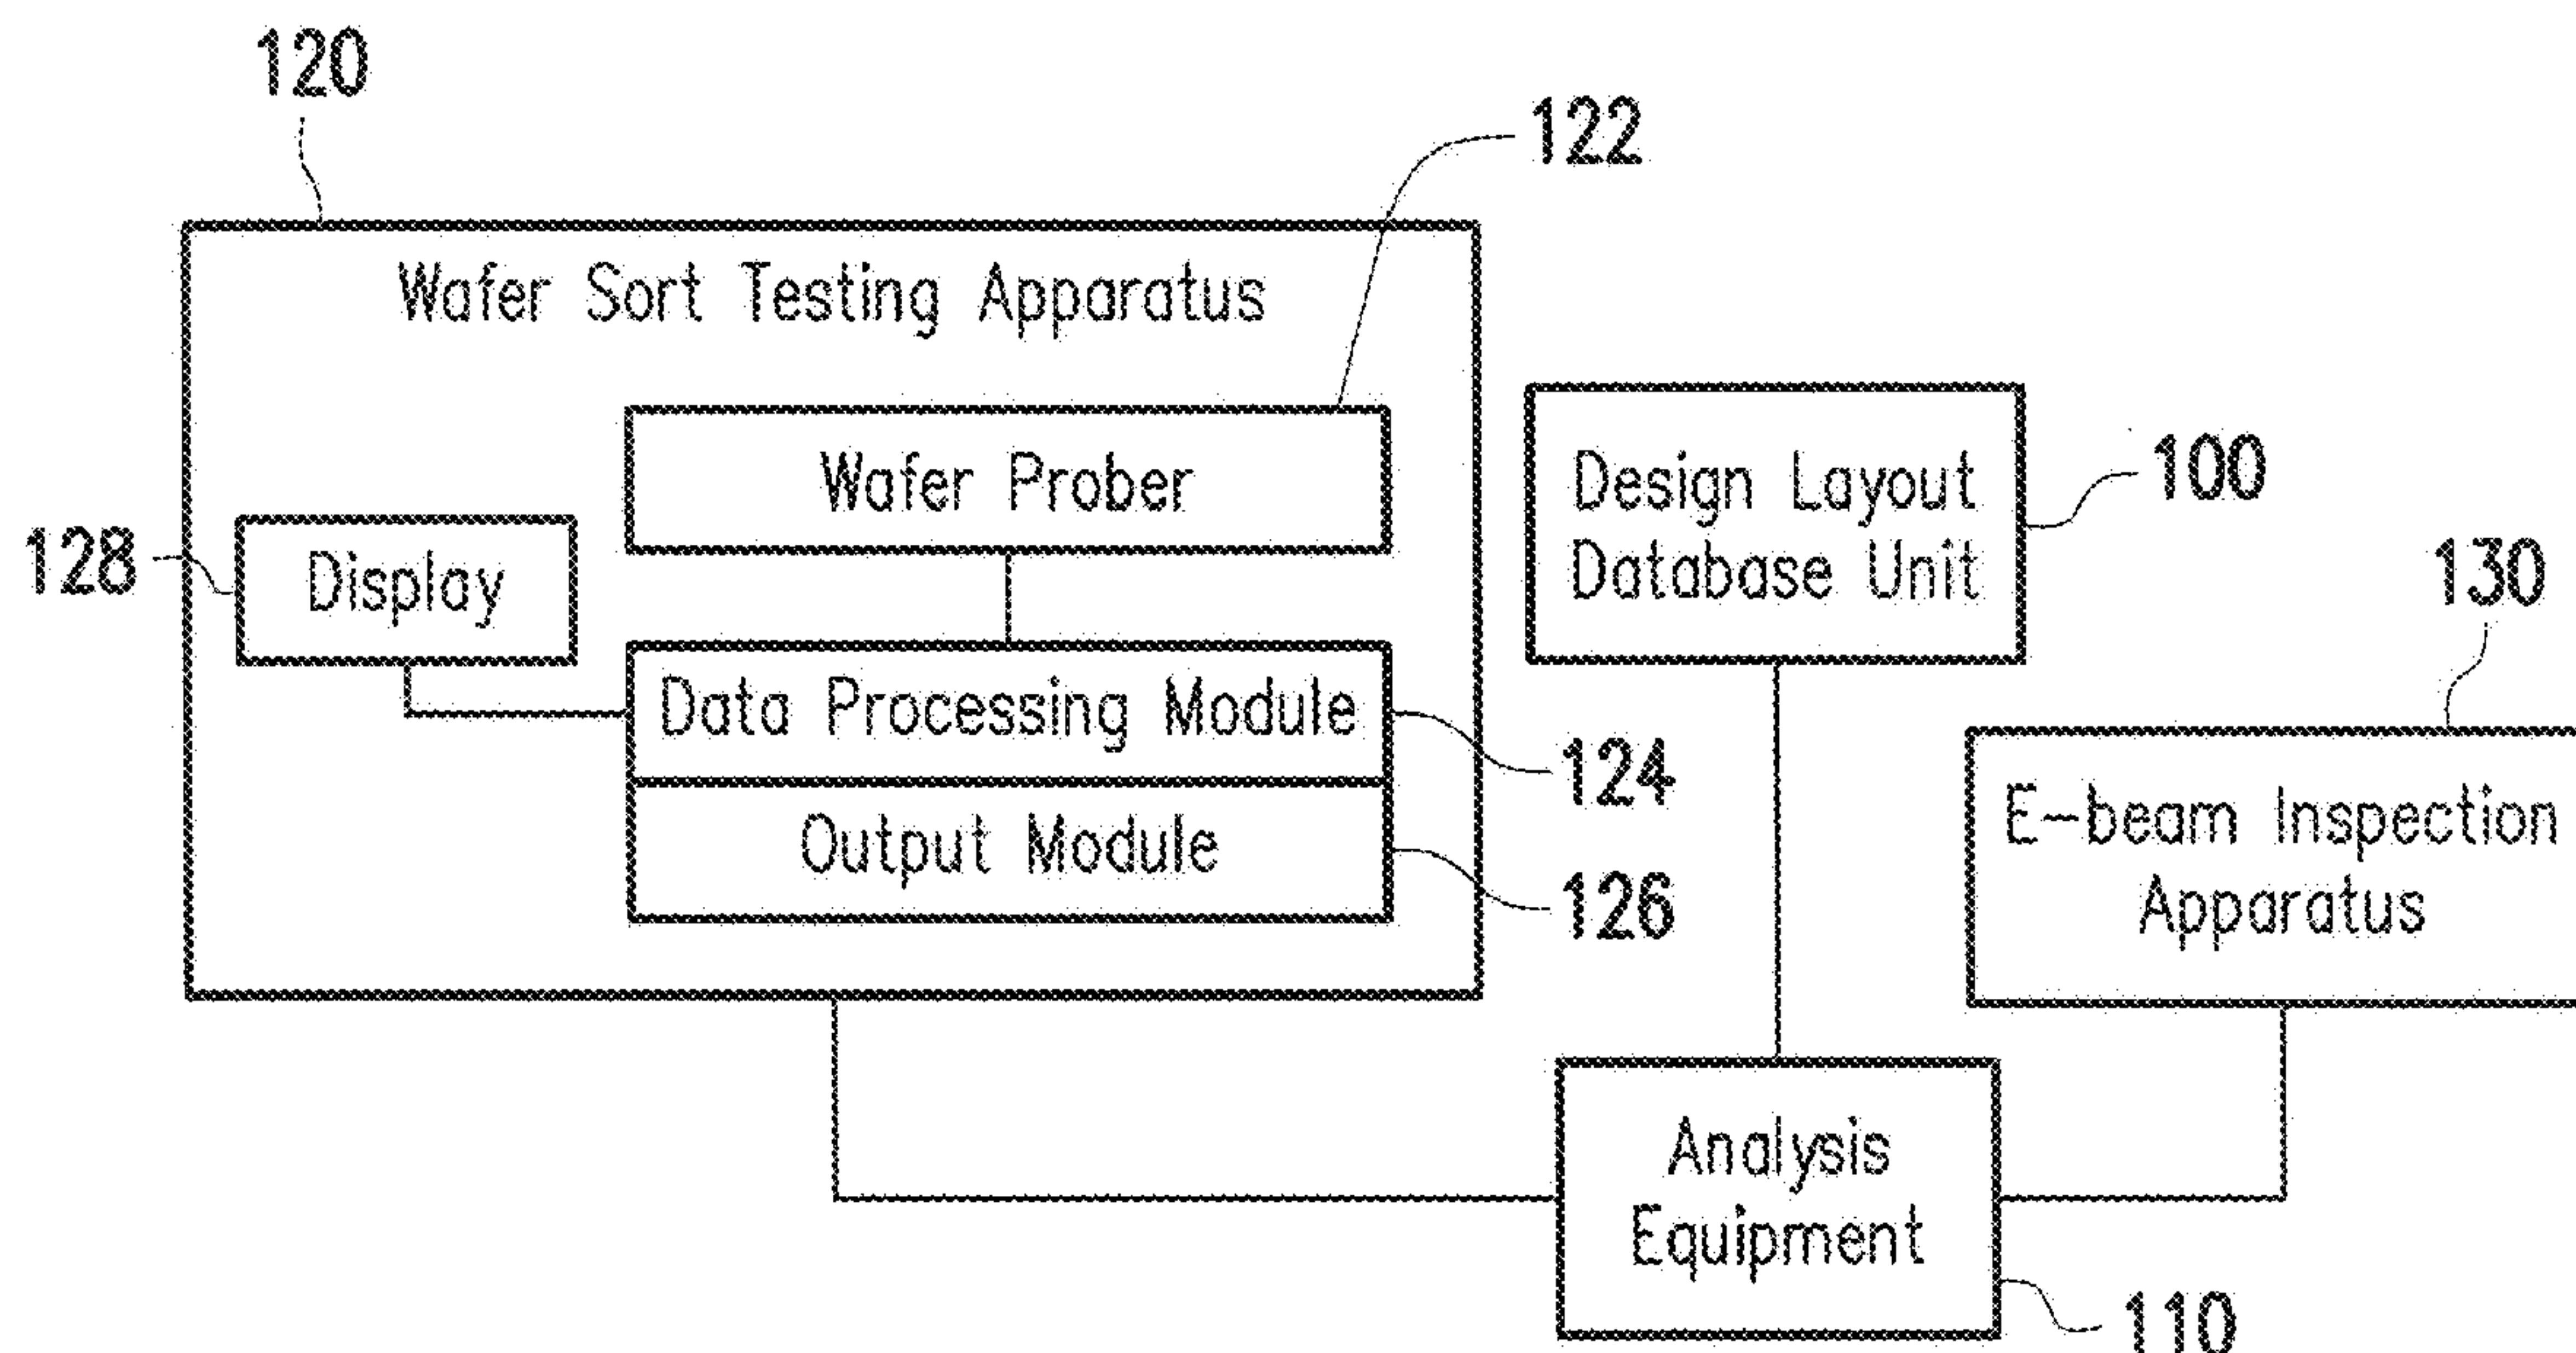 120
122
Wafer Sort Testing Apparatus
Wafer Prober
Design Layout
Database Unit
100
128
Display
130
Data Processing Module
124
Output Module
126
E-beam Inspection
Apparatus
Analysis
Equipment
110